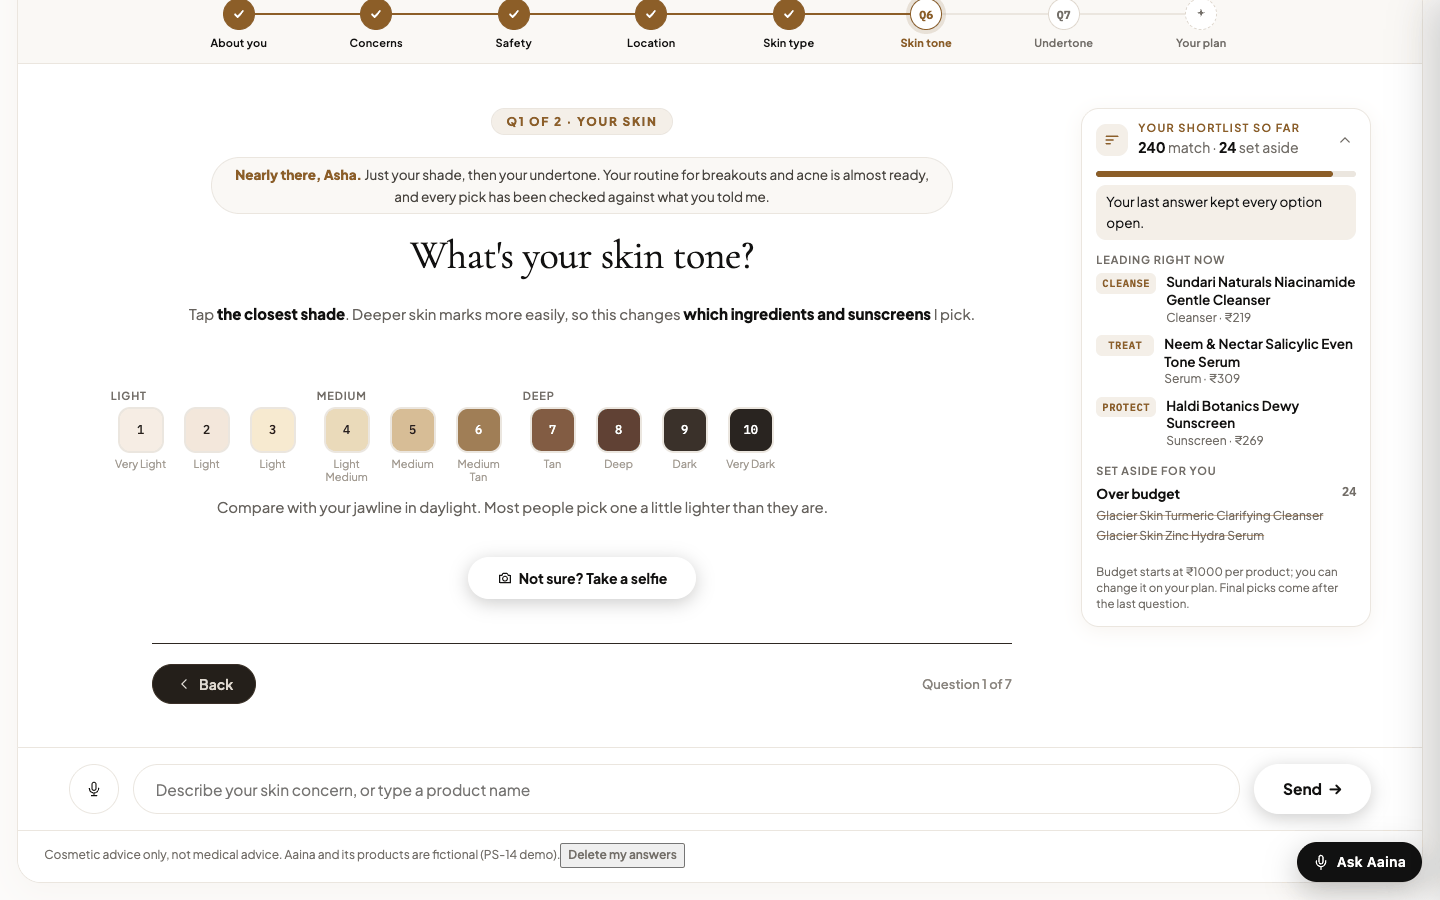 Q6
Q7
About you
Concerns
Safety
Location
Skin type
Skin tone
Undertone
Your plan
Q1 OF 2 · YOUR SKIN
Nearly there, Asha. Just your shade, then your undertone. Your routine for breakouts and acne is almost ready,
and every pick has been checked against what you told me.
What's your skin tone?
Tap the closest shade. Deeper skin marks more easily, so this changes which ingredients and sunscreens I pick.
LIGHT
MEDIUM
DEEP
1
2
3
4
5
6
7
8
9
10
Very Light
Light
Light
Light
Medium
Medium
Medium
Tan
Tan
Deep
Dark
Very Dark
Compare with your jawline in daylight. Most people pick one a little lighter than they are.
Not sure? Take a selfie
Back
Question 1 of 7
YOUR SHORTLIST SO FAR
240 match · 24 set aside
Your last answer kept every option
open.
LEADING RIGHT NOW
CLEANSE
Sundari Naturals Niacinamide
Gentle Cleanser
Cleanser · ₹219
TREAT
Neem & Nectar Salicylic Even
Tone Serum
Serum · ₹309
PROTECT
Haldi Botanics Dewy
Sunscreen
Sunscreen · ₹269
SET ASIDE FOR YOU
Over budget 24
Glacier Skin Turmeric Clarifying Cleanser
Glacier Skin Zinc Hydra Serum
Budget starts at ₹1000 per product; you can
change it on your plan. Final picks come after
the last question.
Describe your skin concern, or type a product name
Send
Cosmetic advice only, not medical advice. Aaina and its products are fictional (PS-14 demo).
Delete my answers
Ask Aaina